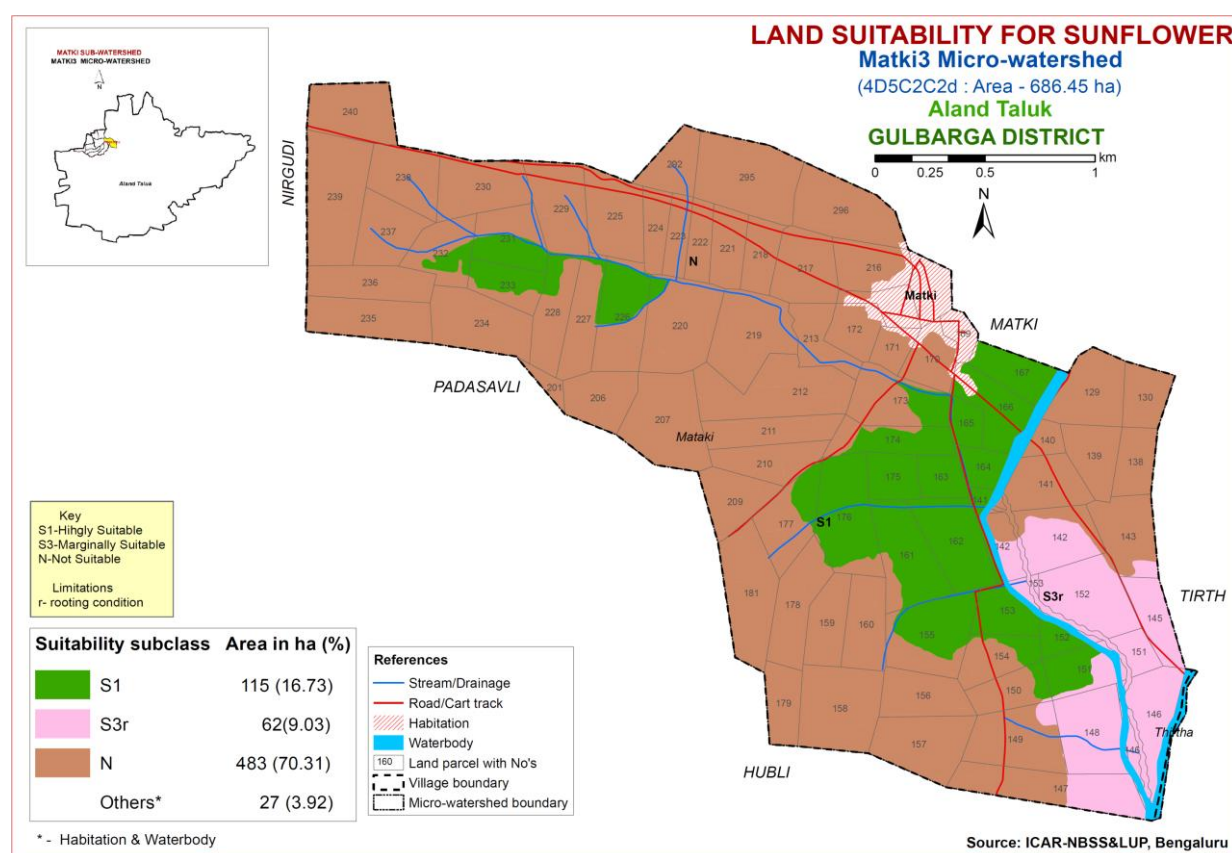 MATKI SUB-WATERSHED
MATKI3 MICRO-WATERSHED
N
Aland Taluk
LAND SUITABILITY FOR SUNFLOWER
Matki3 Micro-watershed
(4D5C2C2d : Area - 686.45 ha)
Aland Taluk
GULBARGA DISTRICT
0 0.25 0.5 1 km
N
240
NIRGUDI
292
295
239
238
230
229
225
224
223
222
221
218
217
296
216
237
232
231
233
N
236
235
234
228
227
226
220
219
213
172
171
170
Matki
MATKI
PADASAVLI
201
206
207
212
211
210
209
Mataki
173
174
175
163
164
165
166
167
129
130
140
139
138
141
143
142
142
177
176
S1
161
162
181
178
159
160
155
153
153
S3r
152
152
145
TIRTH
151
151
154
150
156
179
158
157
149
148
146
146
147
Thotha
HUBLI
Key
S1-Hihgly Suitable
S3-Marginally Suitable
N-Not Suitable
Limitations
r- rooting condition
Suitability subclass Area in ha (%)
S1 115 (16.73)
S3r 62(9.03)
N 483 (70.31)
Others* 27 (3.92)
* - Habitation & Waterbody
References
Stream/Drainage
Road/Cart track
Habitation
Waterbody
160 Land parcel with No's
Village boundary
Micro-watershed boundary
Source: ICAR-NBSS&LUP, Bengaluru